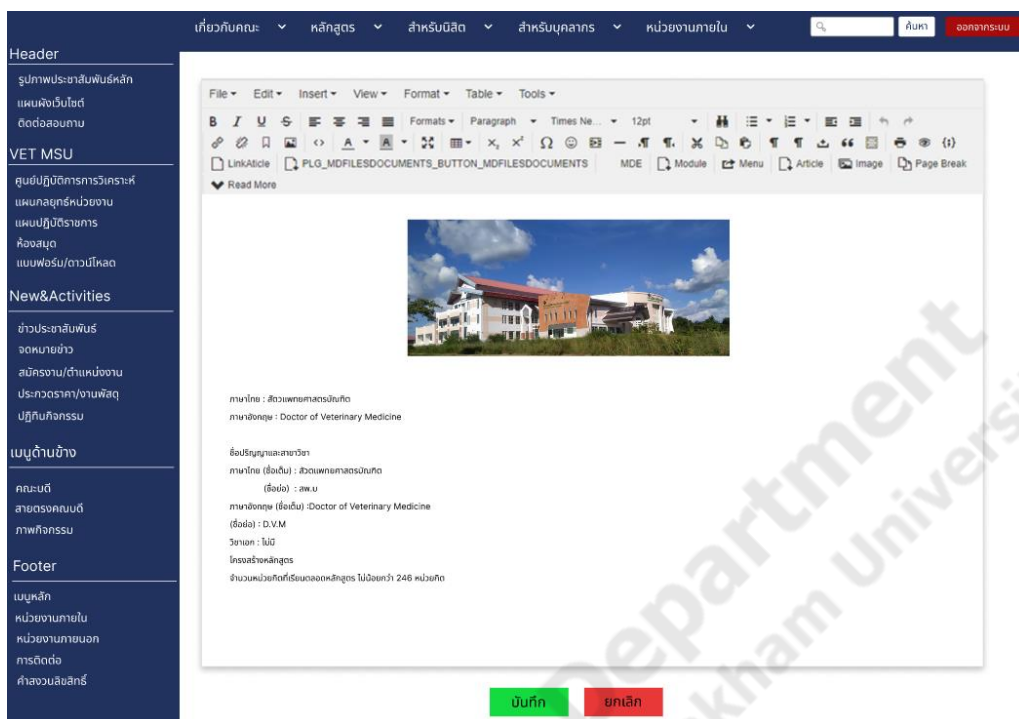 เกี่ยวกับคณะ หลักสูตร สำหรับนิสิต สำหรับบุคลากร หน่วยงานภายใน ค้นหา ออกจากระบบ
Header
รูปภาพประชาสัมพันธ์หลัก
แผนผังเว็บไซต์
ติดต่อสอบถาม
VET MSU
ศูนย์ปฏิบัติการการวิเคราะห์
แผนกลยุทธ์หน่วยงาน
แผนปฏิบัติราชการ
ห้องสมุด
แบบฟอร์ม/ดาวน์โหลด
New&Activities
ข่าวประชาสัมพันธ์
จดหมายข่าว
สมัครงาน/ตำแหน่งงาน
ประกวดราคา/งานพัสดุ
ปฏิทินกิจกรรม
เมนูด้านข้าง
คณะบดี
สายตรงคณบดี
ภาพกิจกรรม
Footer
เมนูหลัก
หน่วยงานภายใน
หน่วยงานภายนอก
การติดต่อ
คำสงวนลิขสิทธิ์
File Edit Insert View Format Table Tools
B I U S Formats Paragraph Times Ne... 12pt
LinkAticle PLG_MDFILESDOCUMENTS_BUTTON_MDFILESDOCUMENTS MDE Module Menu Article Image Page Break
Read More
ภาษาไทย : สัตวแพทยศาสตรบัณฑิต
ภาษาอังกฤษ : Doctor of Veterinary Medicine
ชื่อปริญญาและสาขาวิชา
ภาษาไทย (ชื่อเต็ม) : สัตวแพทยศาสตรบัณฑิต
(ชื่อย่อ) : สพ.บ
ภาษาอังกฤษ (ชื่อเต็ม) :Doctor of Veterinary Medicine
(ชื่อย่อ) : D.V.M
วิชาเอก : ไม่มี
โครงสร้างหลักสูตร
จำนวนหน่วยกิตที่เรียนตลอดหลักสูตร ไม่น้อยกว่า 246 หน่วยกิต
บันทึก ยกเลิก